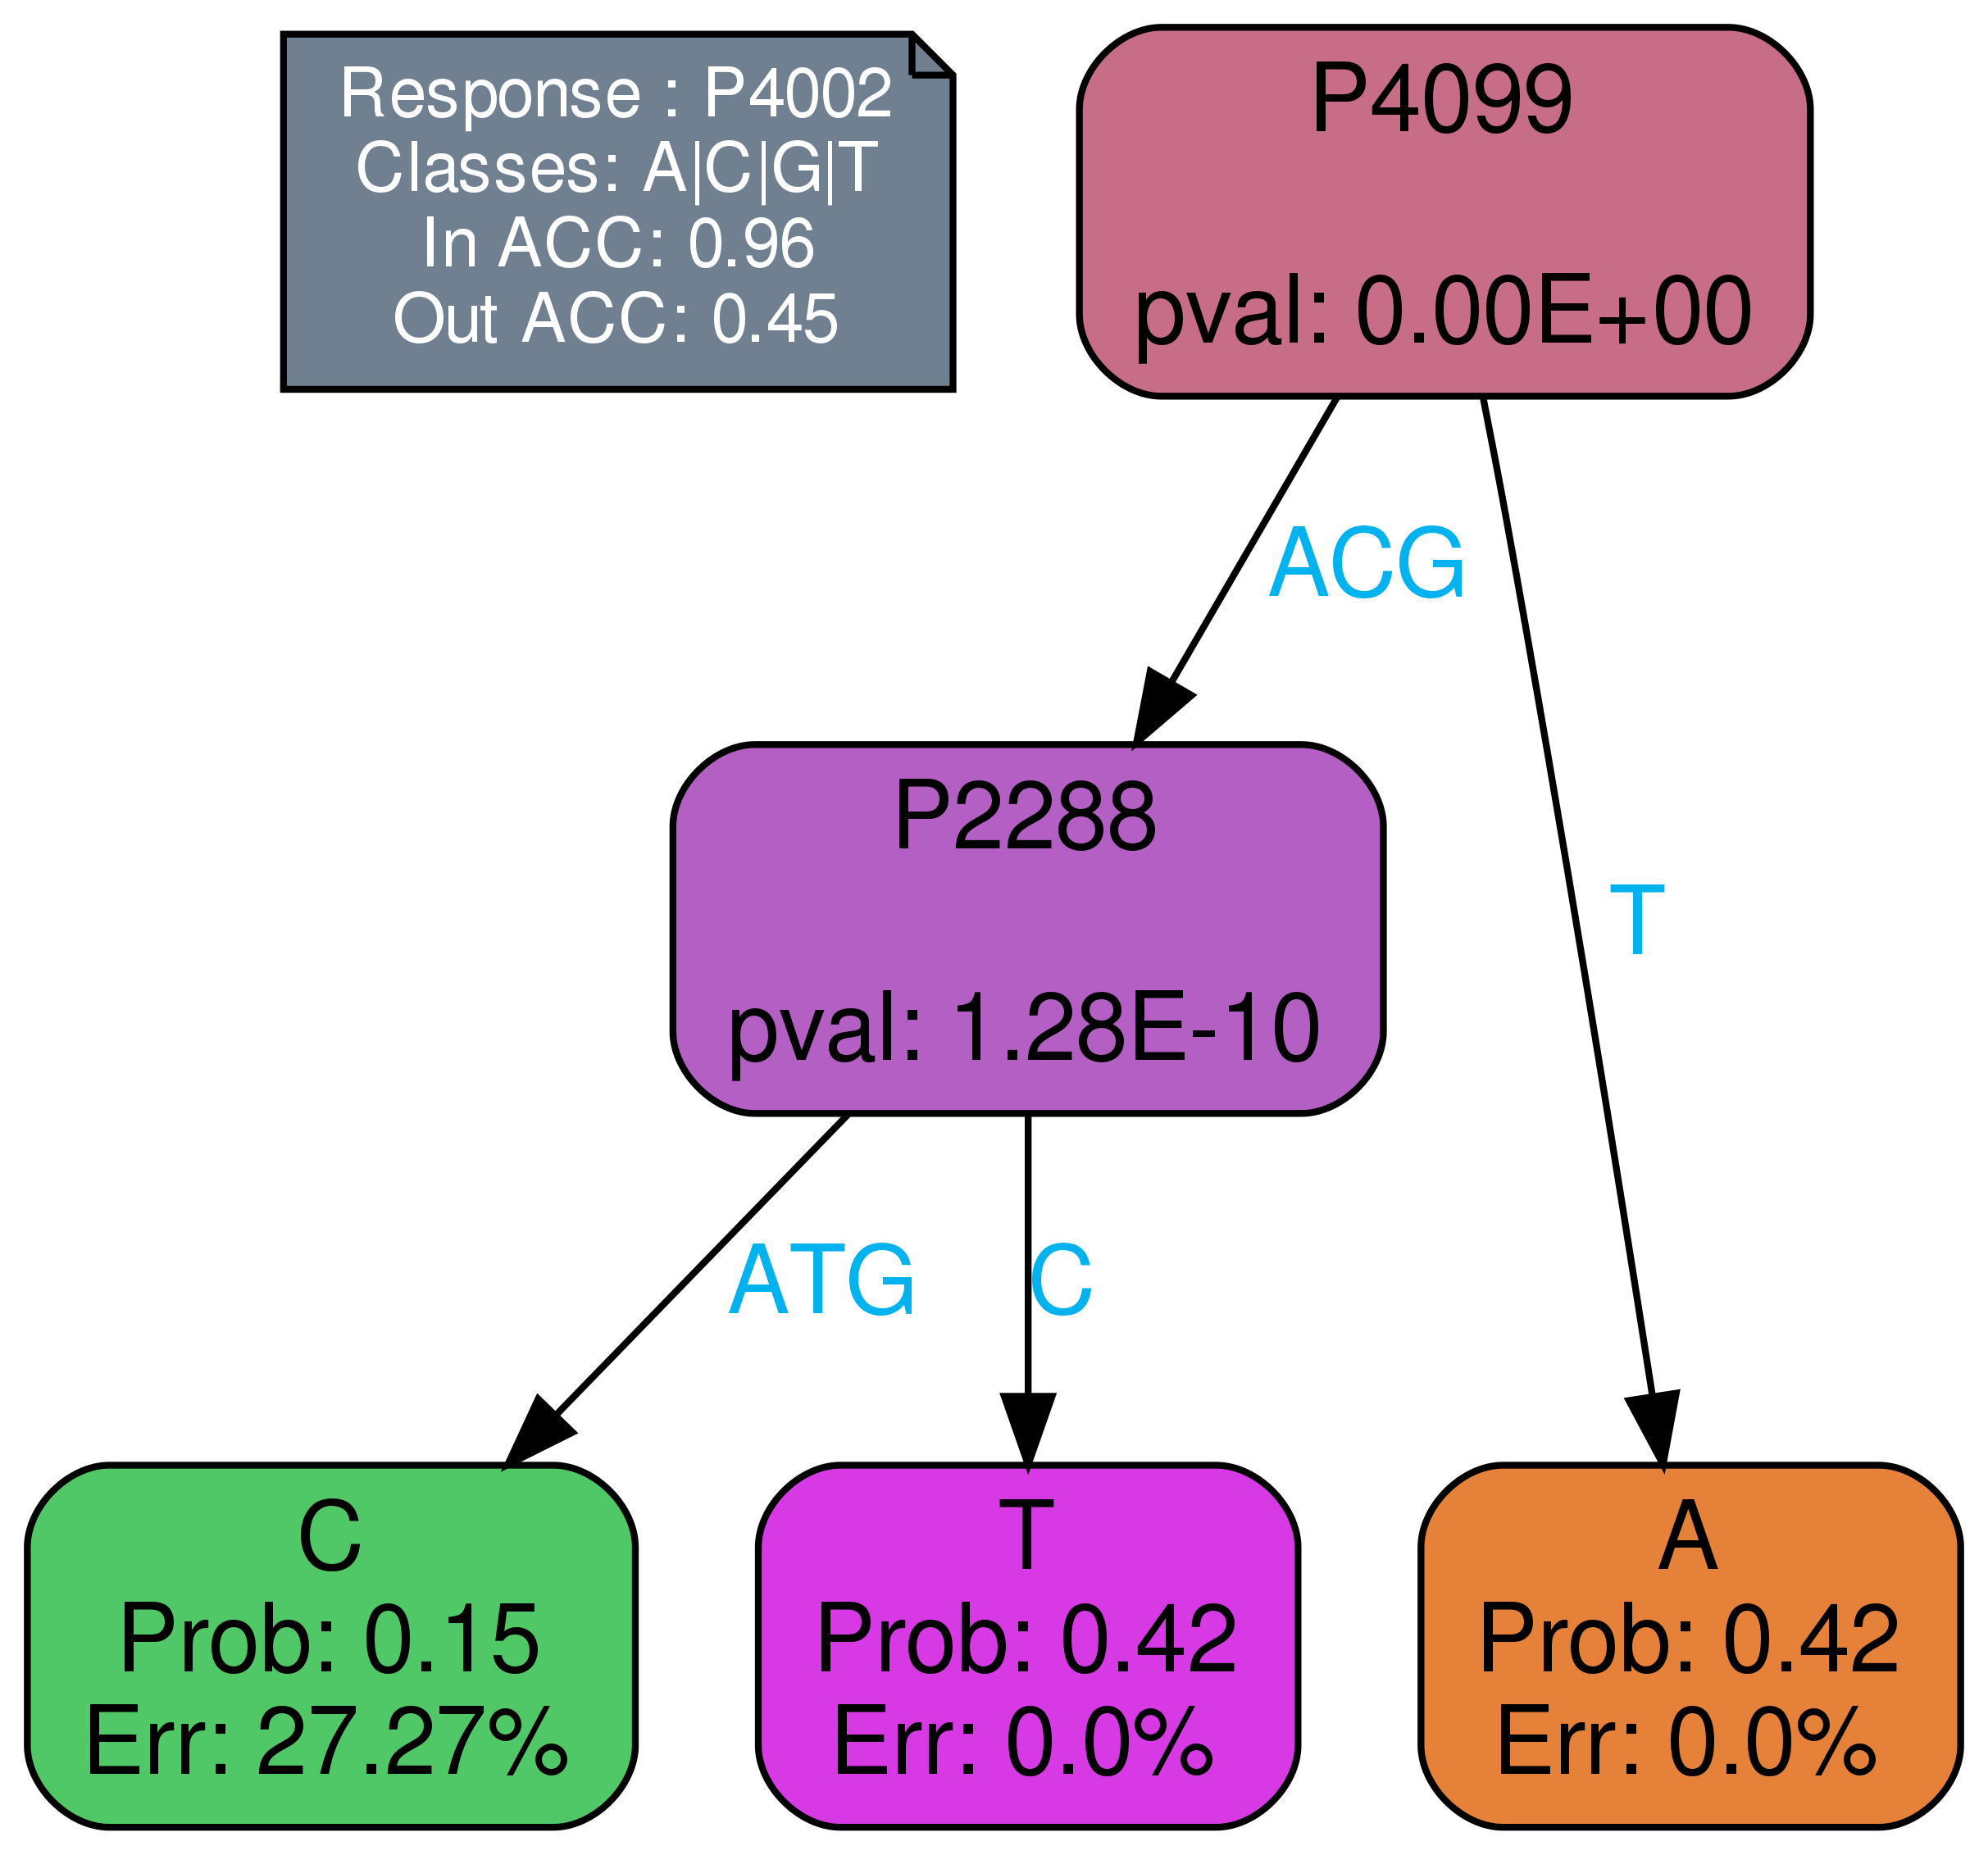 Response : P4002
Classes: A|C|G|T
In ACC: 0.96
Out ACC: 0.45
P4099
pval: 0.00E+00
ACG
T
P2288
pval: 1.28E-10
ATG
C
C
Prob: 0.15
Err: 27.27%
T
Prob: 0.42
Err: 0.0%
A
Prob: 0.42
Err: 0.0%